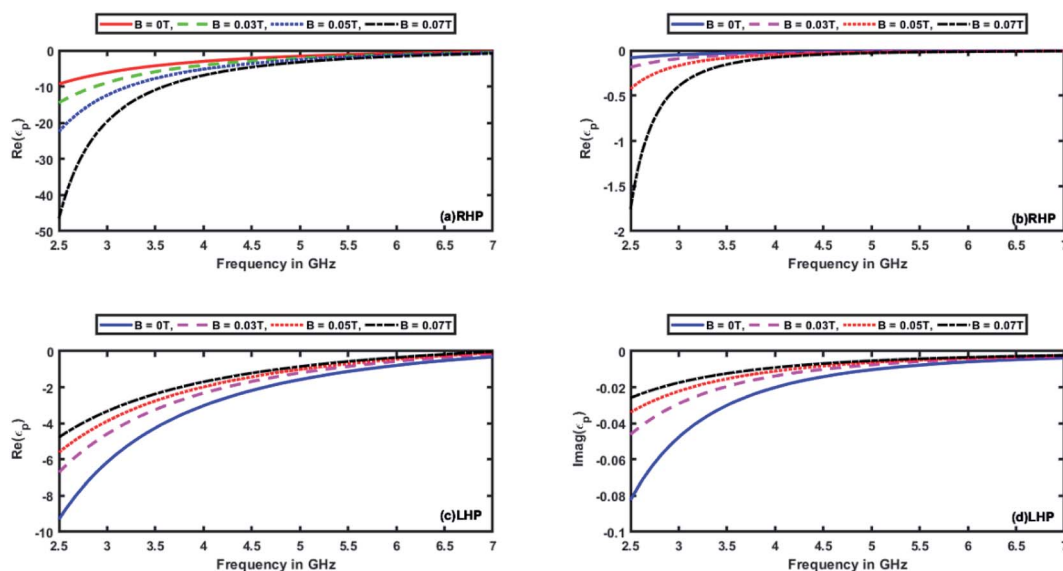 B = 0T, B = 0.03T, B = 0.05T, B = 0.07T
0
-10
-20
-30
-40
-50
Re(ϵp)
(a)RHP
2.5 3 3.5 4 4.5 5 5.5 6 6.5 7
Frequency in GHz
B = 0T, B = 0.03T, B = 0.05T, B = 0.07T
0
-0.5
-1
-1.5
-2
Re(ϵp)
(b)RHP
2.5 3 3.5 4 4.5 5 5.5 6 6.5 7
Frequency in GHz
B = 0T, B = 0.03T, B = 0.05T, B = 0.07T
0
-2
-4
-6
-8
-10
Re(ϵp)
(c)LHP
2.5 3 3.5 4 4.5 5 5.5 6 6.5 7
Frequency in GHz
B = 0T, B = 0.03T, B = 0.05T, B = 0.07T
0
-0.02
-0.04
-0.06
-0.08
-0.1
Imag(ϵp)
(d)LHP
2.5 3 3.5 4 4.5 5 5.5 6 6.5 7
Frequency in GHz